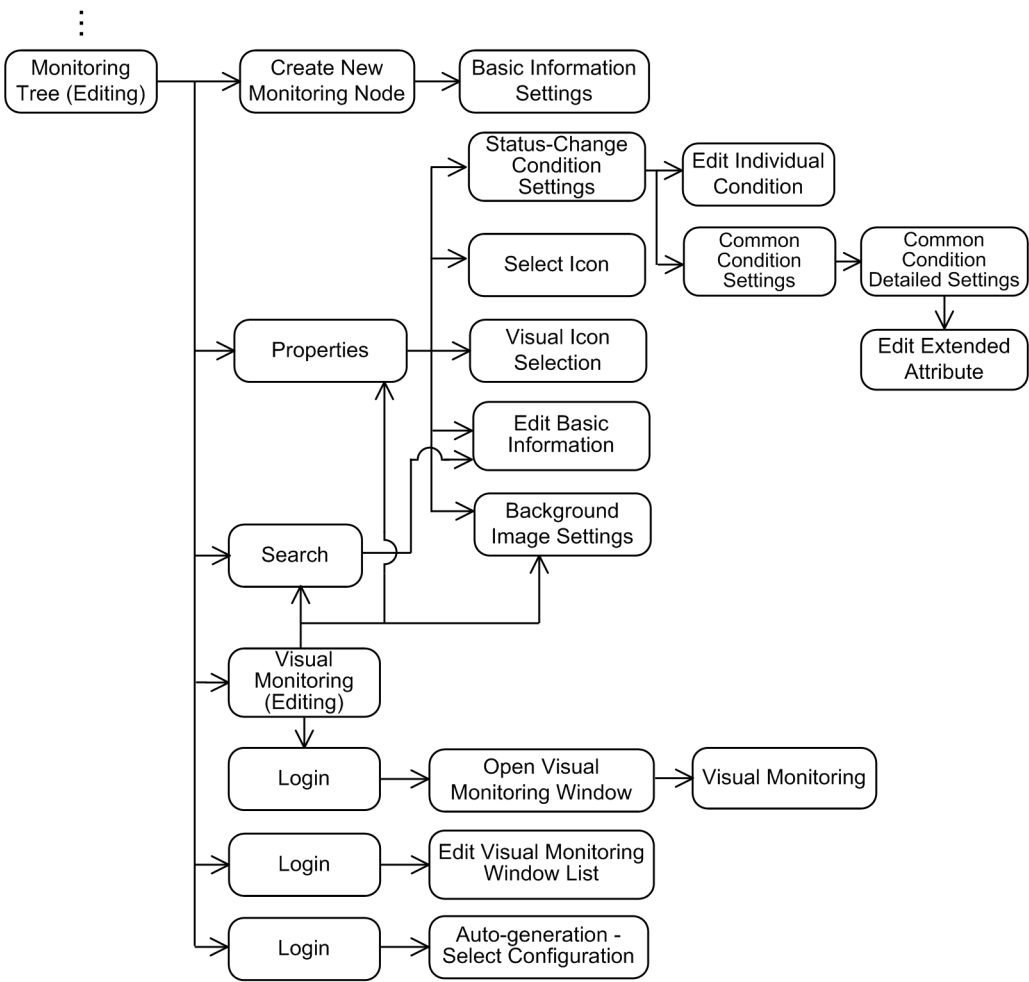 ⋮
Monitoring
Tree (Editing)
Create New
Monitoring Node
Basic Information
Settings
Status-Change
Condition
Settings
Edit Individual
Condition
Select Icon
Common
Condition
Settings
Common
Condition
Detailed Settings
Properties
Visual Icon
Selection
Edit Extended
Attribute
Edit Basic
Information
Search
Background
Image Settings
Visual
Monitoring
(Editing)
Login
Open Visual
Monitoring Window
Visual Monitoring
Login
Edit Visual Monitoring
Window List
Login
Auto-generation -
Select Configuration